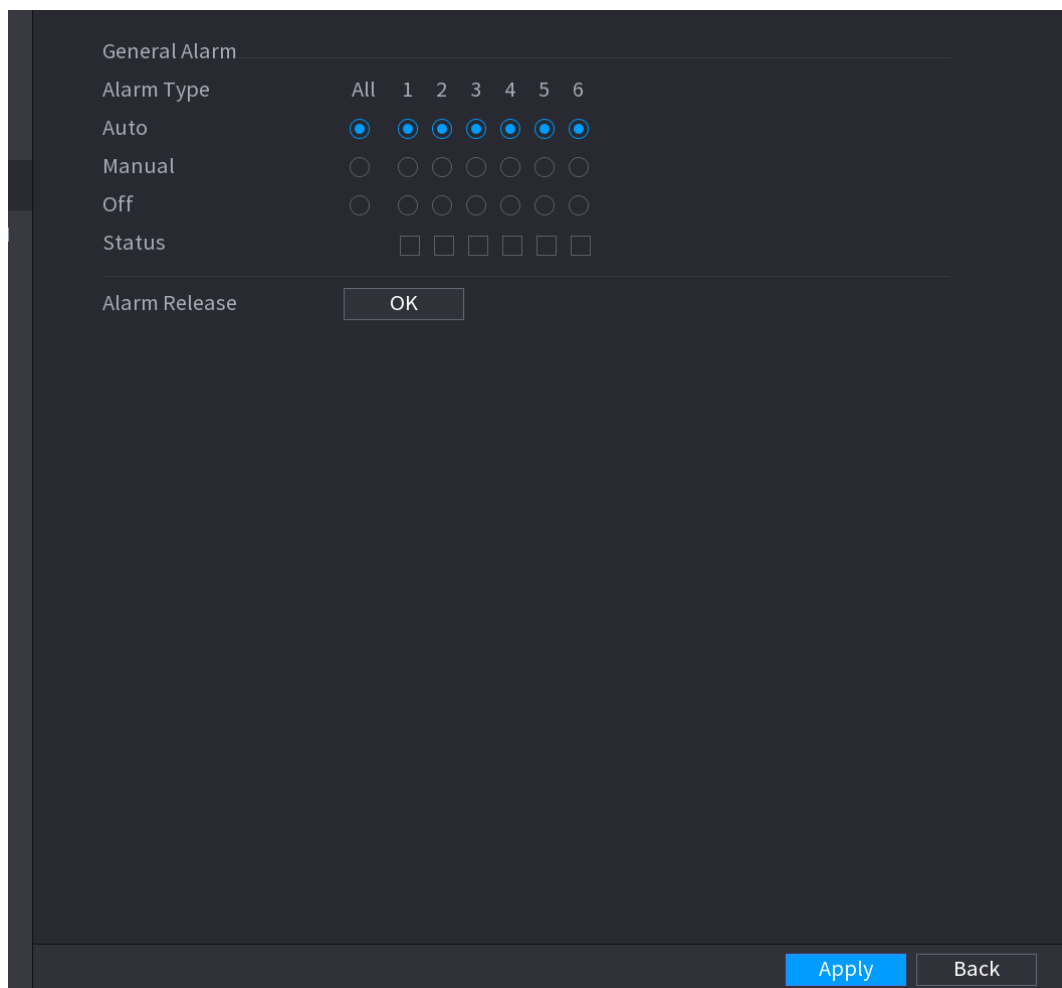 General Alarm
Alarm Type All 1 2 3 4 5 6
Auto
Manual
Off
Status
Alarm Release OK
Apply Back